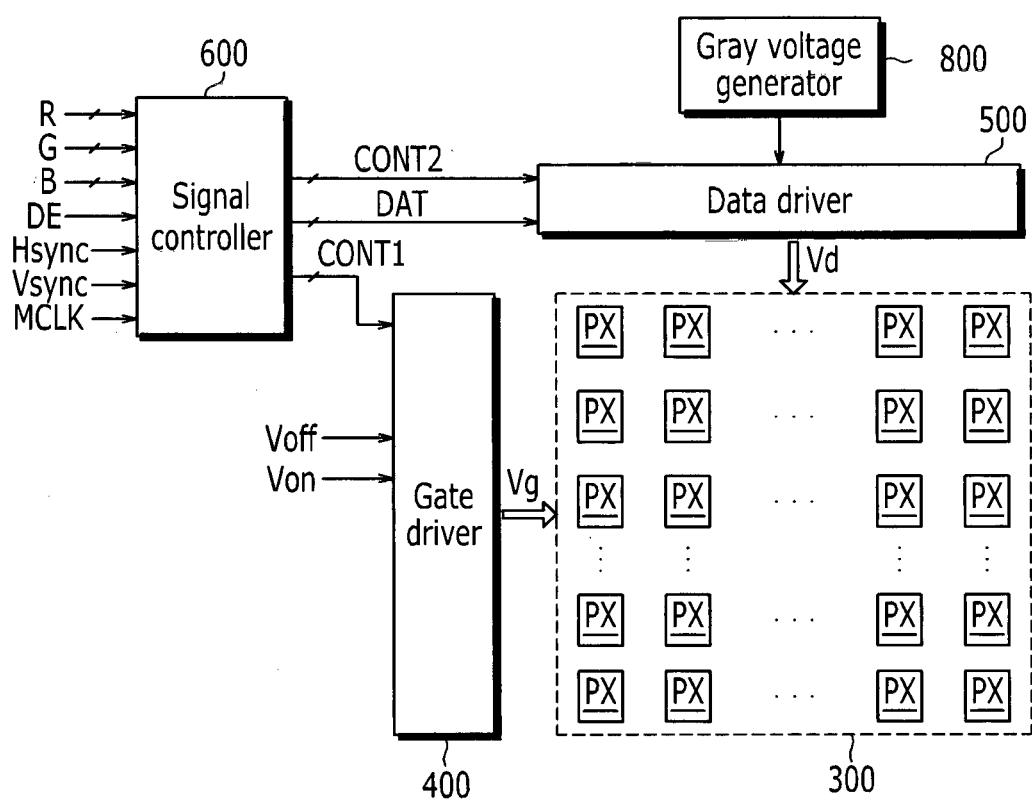 600
Gray voltage
generator
800
R
G
B
DE
Hsync
Vsync
MCLK
Signal
controller
CONT2
DAT
CONT1
500
Data driver
Vd
Voff
Von
Gate
driver
Vg
PX PX ... PX PX
PX PX ... PX PX
PX PX ... PX PX
PX PX ... PX PX
PX PX ... PX PX
400
300